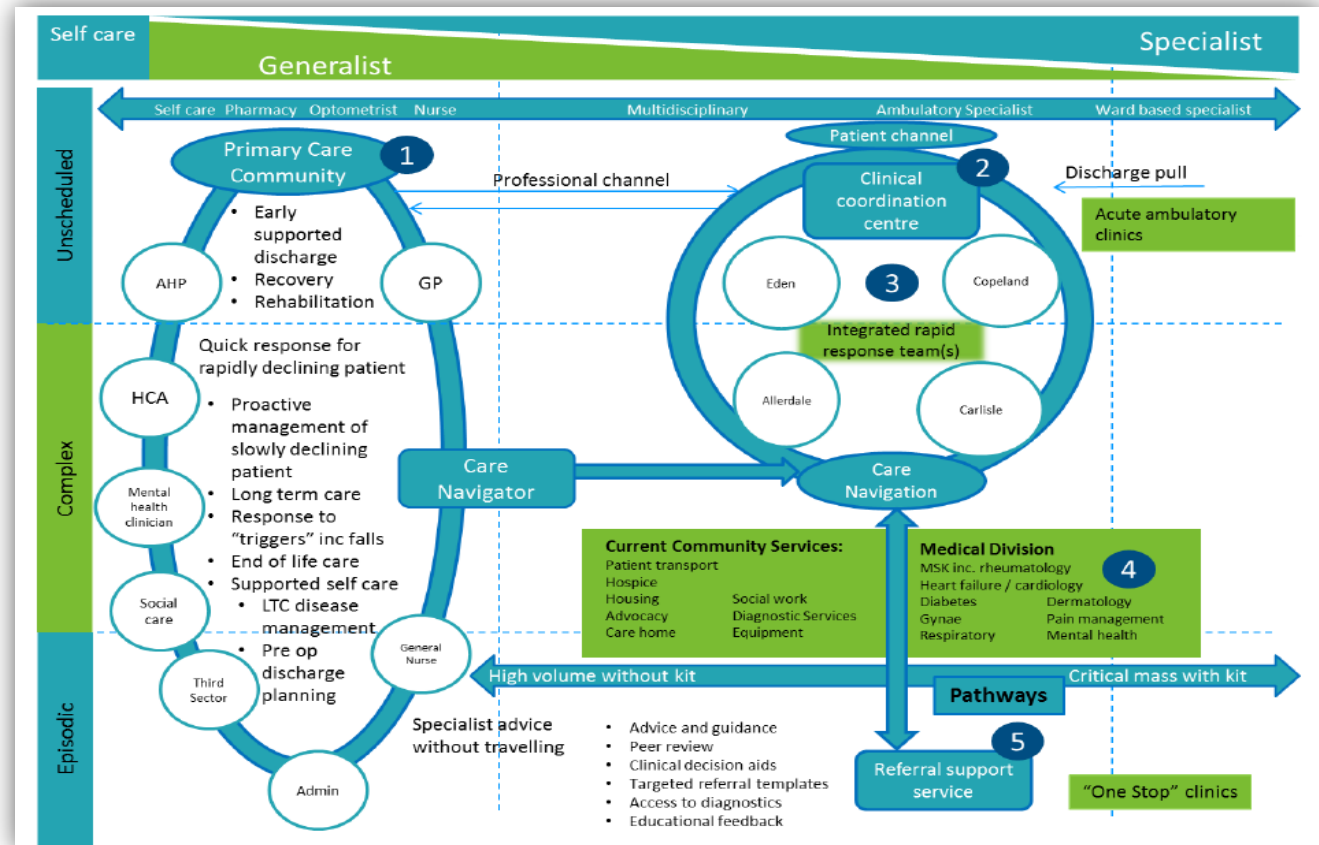 Self care
Generalist
Specialist
Self care
Pharmacy
Optometrist
Nurse
Multidisciplinary
Ambulatory Specialist
Ward based specialist
Unscheduled
Primary Care
Community
1
Professional channel
Patient channel
2
Clinical
coordination
centre
Discharge pull
Acute ambulatory
clinics
• Early
supported
discharge
• Recovery
• Rehabilitation
AHP
GP
Eden
3
Copeland
Integrated rapid
response team(s)
Allerdale
Carlisle
Complex
Quick response for
rapidly declining patient
HCA
• Proactive
management of
slowly declining
patient
• Long term care
• Response to
“triggers” inc falls
• End of life care
• Supported self care
• LTC disease
management
• Pre op
discharge
planning
Mental
health
clinician
Social
care
Care
Navigator
Care
Navigation
Current Community Services:
Patient transport
Hospice
Housing
Social work
Advocacy
Diagnostic Services
Care home
Equipment
Medical Division
4
MSK inc. rheumatology
Heart failure / cardiology
Diabetes
Dermatology
Gynae
Pain management
Respiratory
Mental health
Episodic
General
Nurse
Third
Sector
Admin
High volume without kit
Critical mass with kit
Pathways
Specialist advice
without travelling
• Advice and guidance
• Peer review
• Clinical decision aids
• Targeted referral templates
• Access to diagnostics
• Educational feedback
5
Referral support
service
“One Stop” clinics